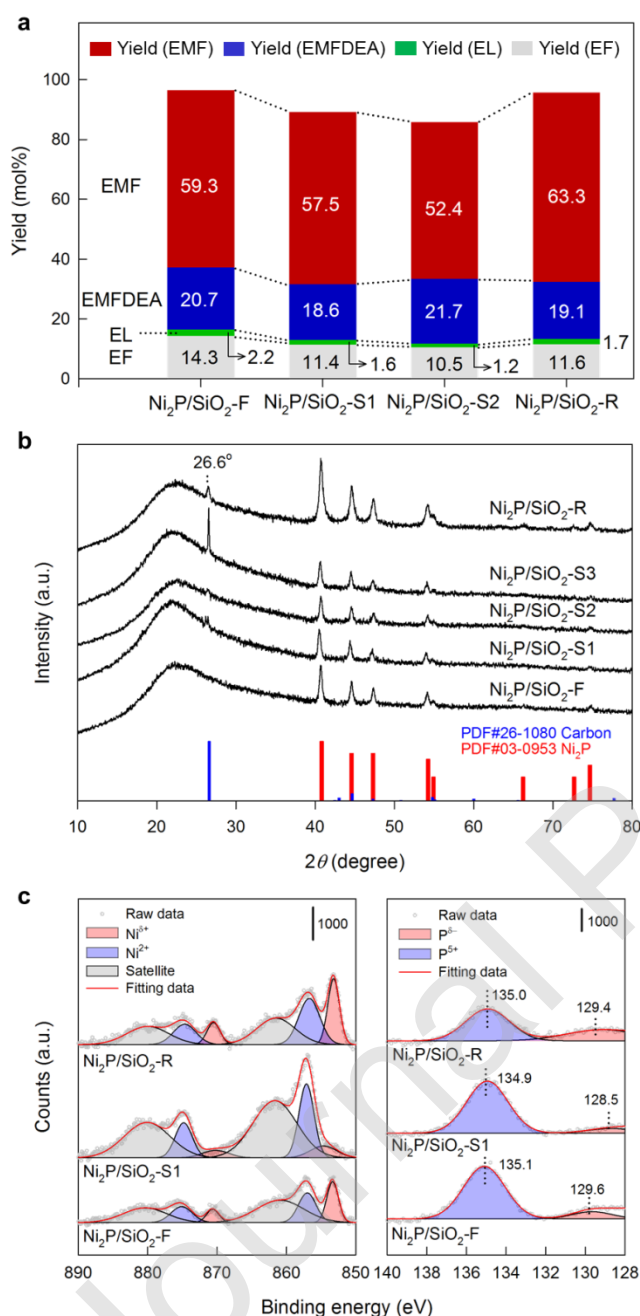 a
Yield (EMF) Yield (EMFDEA) Yield (EL) Yield (EF)
100
80
60
40
20
0
Yield (mol%)
EMF
EMFDEA
EL
EF
59.3 57.5 52.4 63.3
20.7 18.6 21.7 19.1
2.2 1.6 1.2 1.7
14.3 11.4 10.5 11.6
Ni₂P/SiO₂-F Ni₂P/SiO₂-S1 Ni₂P/SiO₂-S2 Ni₂P/SiO₂-R
b
26.6°
Ni₂P/SiO₂-R
Ni₂P/SiO₂-S3
Ni₂P/SiO₂-S2
Ni₂P/SiO₂-S1
Ni₂P/SiO₂-F
PDF#26-1080 Carbon
PDF#03-0953 Ni₂P
Intensity (a.u.)
10 20 30 40 50 60 70 80
2θ (degree)
c
Raw data
Niᵟ⁺
Ni²⁺
Satellite
Fitting data
1000
Ni₂P/SiO₂-R
Ni₂P/SiO₂-S1
Ni₂P/SiO₂-F
Counts (a.u.)
890 880 870 860 850
Raw data
Pᵟ⁻
P⁵⁺
Fitting data
1000
135.0 129.4
Ni₂P/SiO₂-R
134.9 128.5
Ni₂P/SiO₂-S1
135.1 129.6
Ni₂P/SiO₂-F
140 138 136 134 132 130 128
Binding energy (eV)
Journal P